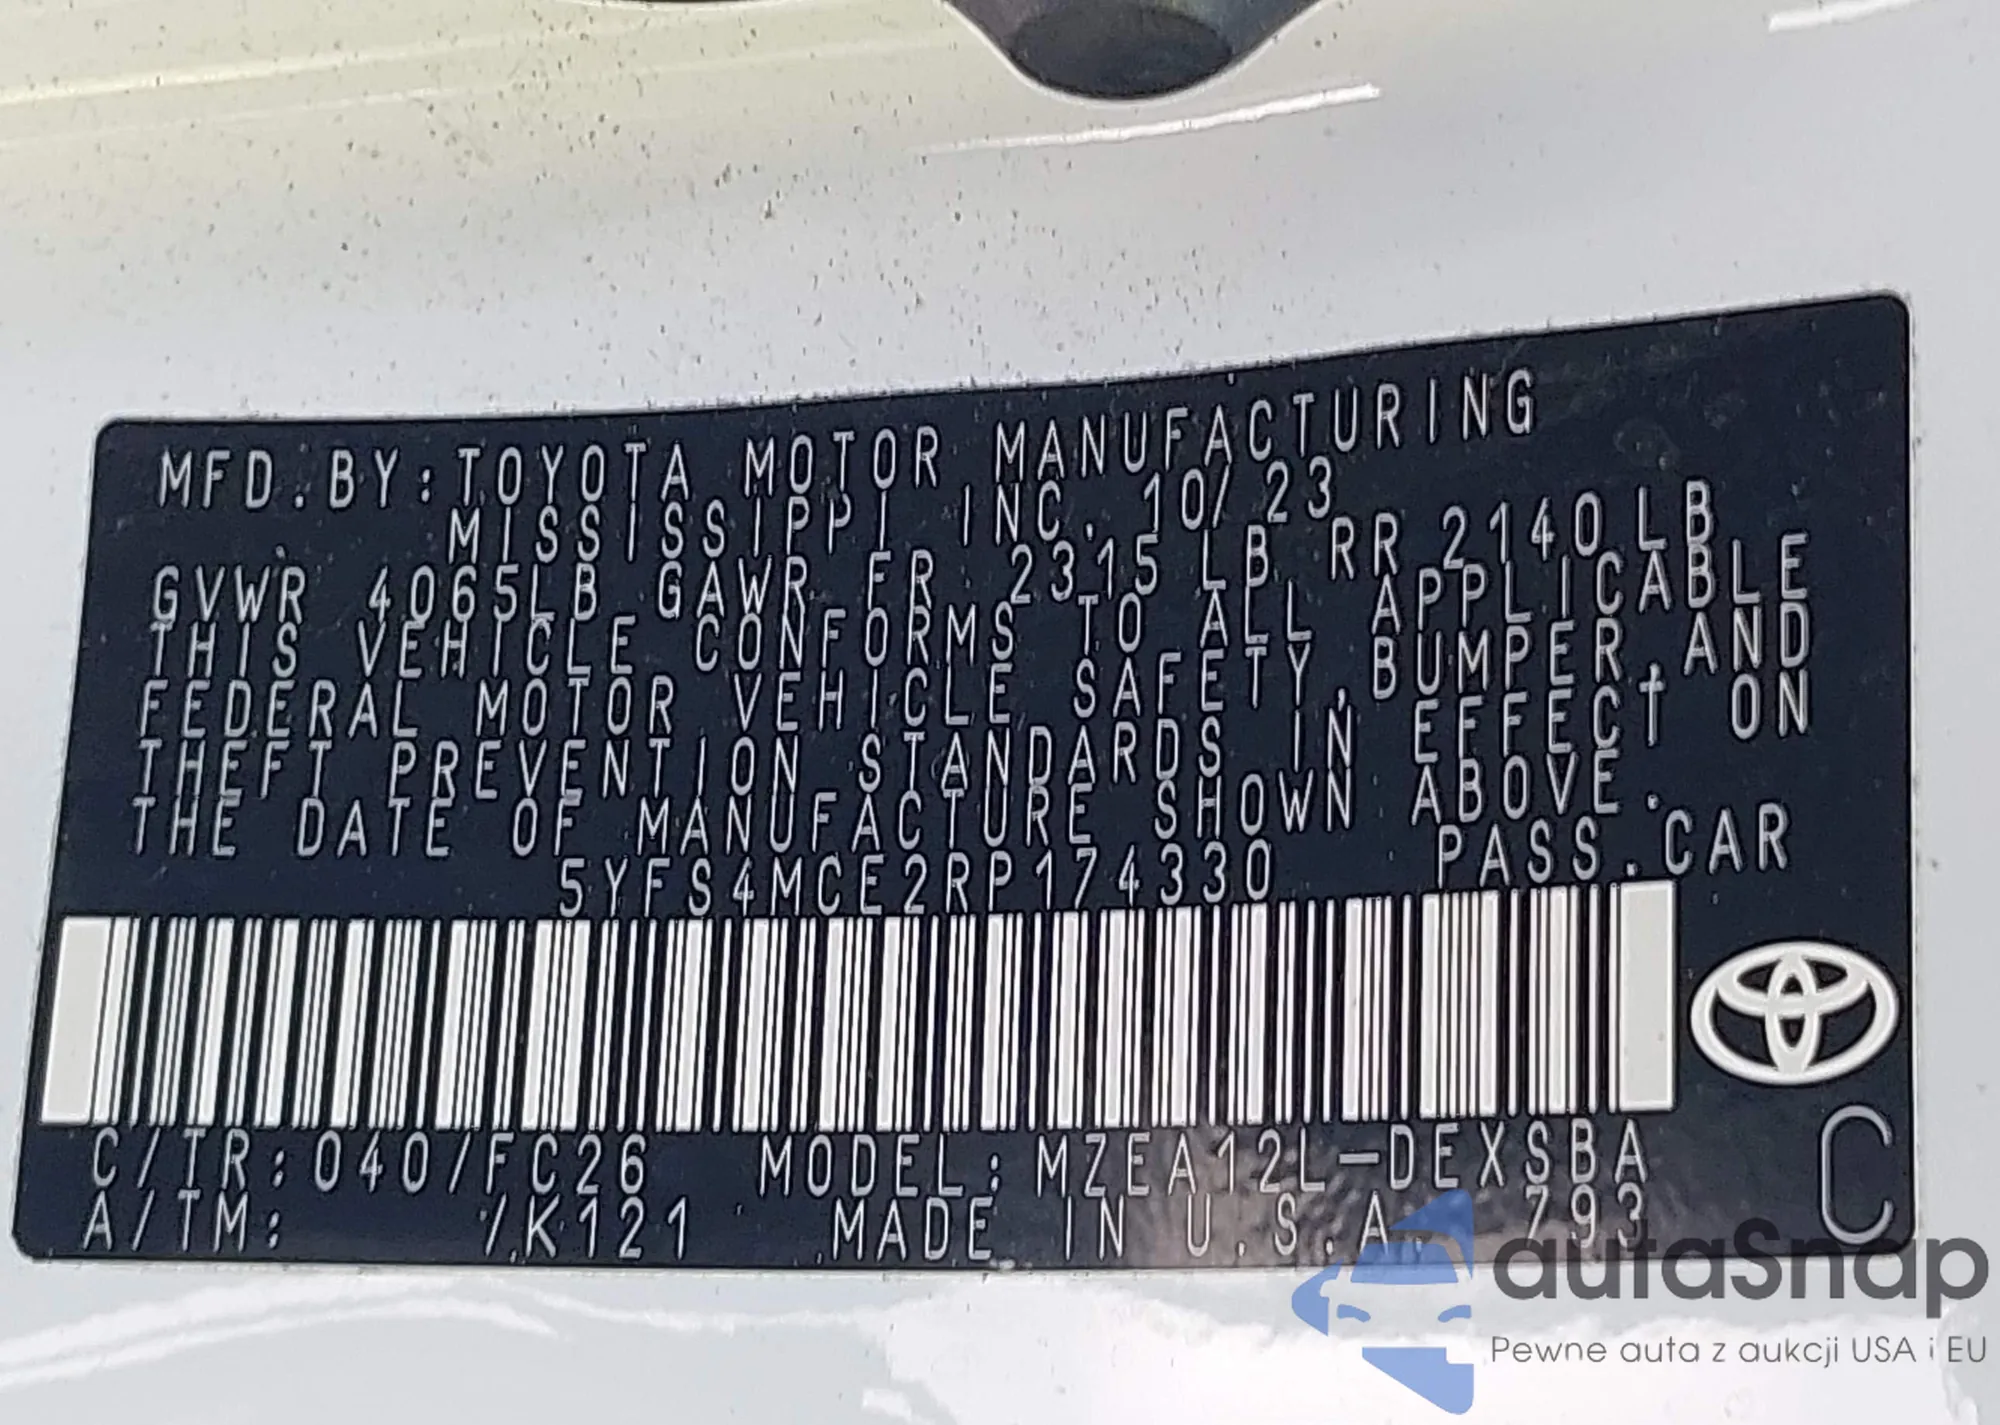 MFD.BY:TOYOTA MOTOR MANUFACTURING
MISSISSIPPI INC. 10/23
GVWR 4065LB GAWR FR 2315 LB RR 2140LB
THIS VEHICLE CONFORMS TO ALL APPLICABLE
FEDERAL MOTOR VEHICLE SAFETY,BUMPER,AND
THEFT PREVENTION STANDARDS IN EFFECT ON
THE DATE OF MANUFACTURE SHOWN ABOVE.
5YFS4MCE2RP174330 PASS.CAR
C/TR:040/FC26 MODEL:MZEA12L-DEXSBA
A/TM: /K121 MADE IN U.S.A. 793
C
autaSnap
Pewne auta z aukcji USA i EU